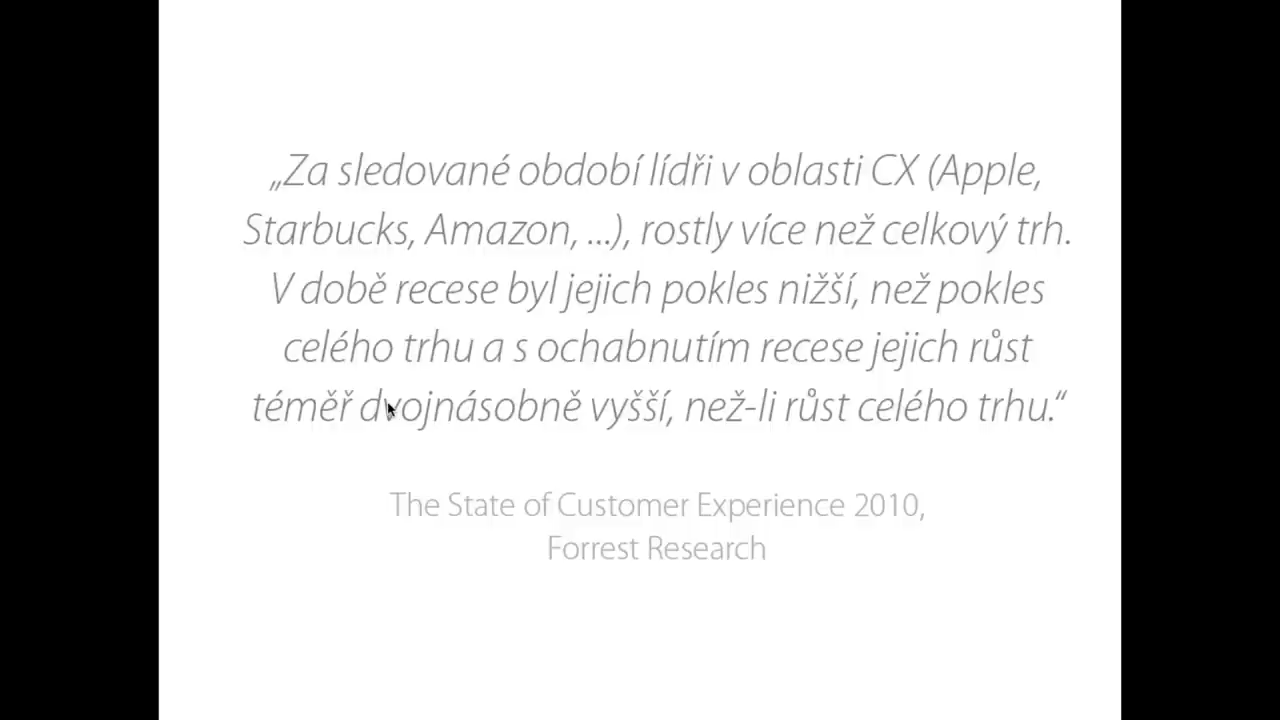 „Za sledované období lídři v oblasti CX (Apple,
Starbucks, Amazon, ...), rostly více než celkový trh.
V době recese byl jejich pokles nižší, než pokles
celého trhu a s ochabnutím recese jejich růst
téměř dvojnásobně vyšší, než-li růst celého trhu.“
The State of Customer Experience 2010,
Forrest Research